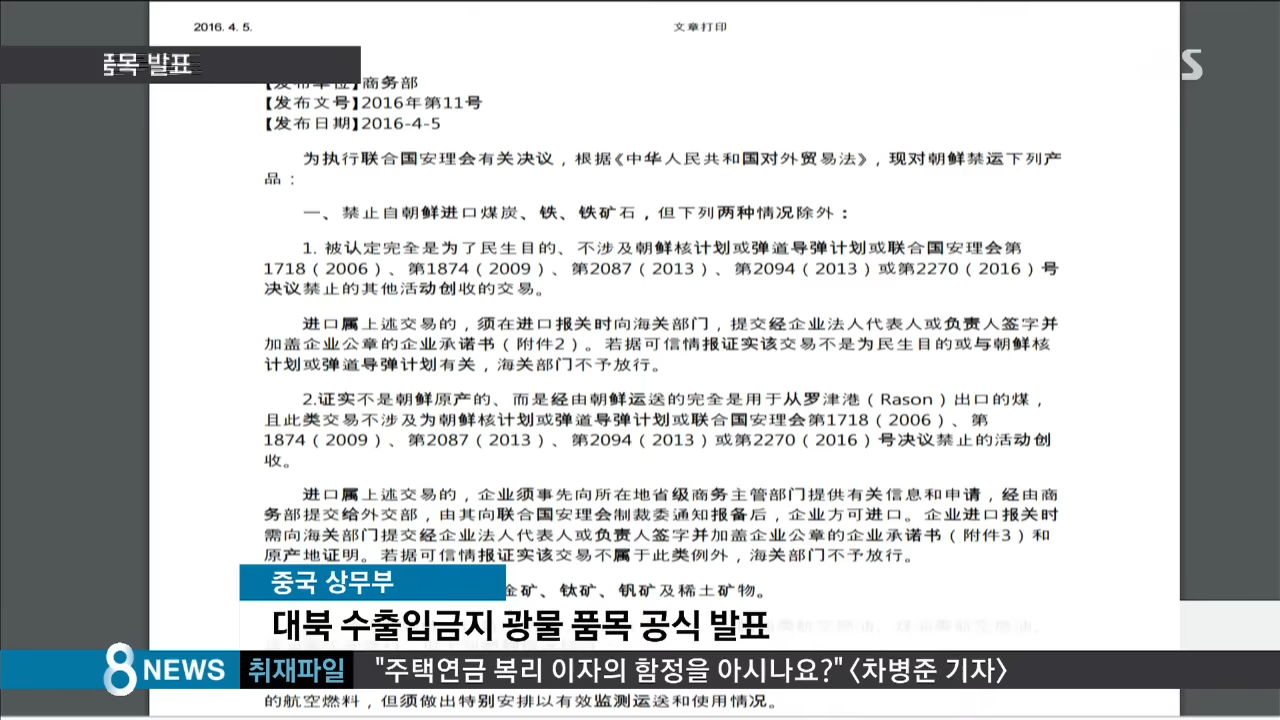 2016. 4. 5.
文章打印
품목 발표
S
【发布单位】商务部
【发布文号】2016年第11号
【发布日期】2016-4-5
为执行联合国安理会有关决议，根据《中华人民共和国对外贸易法》，现对朝鲜禁运下列产
品：
一、禁止自朝鲜进口煤炭、铁、铁矿石，但下列两种情况除外：
1. 被认定完全是为了民生目的、不涉及朝鲜核计划或弹道导弹计划或联合国安理会第
1718（2006）、第1874（2009）、第2087（2013）、第2094（2013）或第2270（2016）号
决议禁止的其他活动创收的交易。
进口属上述交易的，须在进口报关时向海关部门，提交经企业法人代表人或负责人签字并
加盖企业公章的企业承诺书（附件2）。若据可信情报证实该交易不是为民生目的或与朝鲜核
计划或弹道导弹计划有关，海关部门不予放行。
2.证实不是朝鲜原产的、而是经由朝鲜运送的完全是用于从罗津港（Rason）出口的煤，
且此类交易不涉及为朝鲜核计划或弹道导弹计划或联合国安理会第1718（2006）、第
1874（2009）、第2087（2013）、第2094（2013）或第2270（2016）号决议禁止的活动创
收。
进口属上述交易的，企业须事先向所在地省级商务主管部门提供有关信息和申请，经由商
务部提交给外交部，由其向联合国安理会制裁委通知报备后，企业方可进口。企业进口报关时
需向海关部门提交经企业法人代表人或负责人签字并加盖企业公章的企业承诺书（附件3）和
原产地证明。若据可信情报证实该交易不属于此类例外，海关部门不予放行。
중국 상무부
金矿、钛矿、钒矿及稀土矿物。
대북 수출입금지 광물 품목 공식 발표
8 NEWS 취재파일 "주택연금 복리 이자의 함정을 아시나요?" 〈차병준 기자〉
的航空燃料，但须做出特别安排以有效监测运送和使用情况。